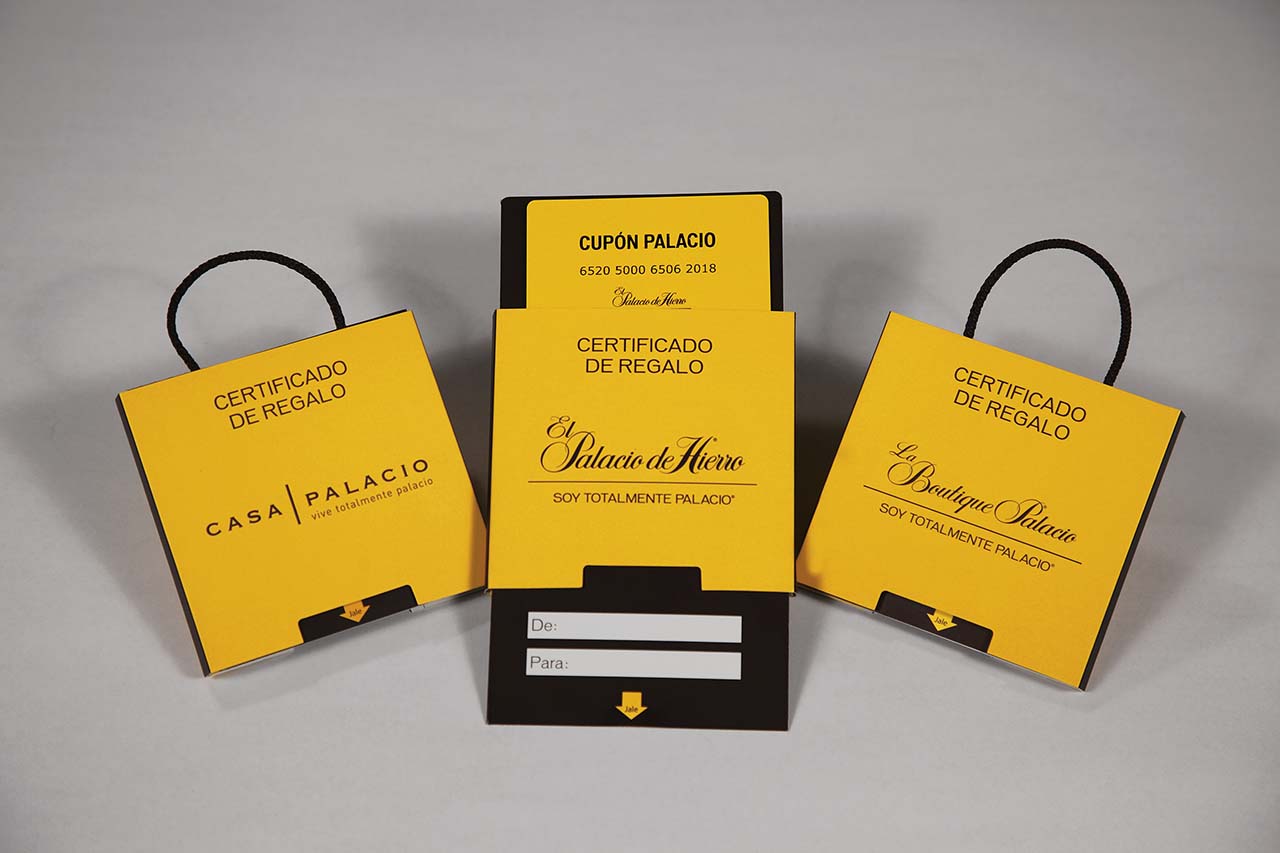 CERTIFICADO
DE REGALO
CASA | PALACIO
vive totalmente palacio
Jale
CUPÓN PALACIO
6520 5000 6506 2018
El Palacio de Hierro
CERTIFICADO
DE REGALO
El
Palacio de Hierro®
SOY TOTALMENTE PALACIO®
De:
Para:
Jale
CERTIFICADO
DE REGALO
La
Boutique Palacio®
SOY TOTALMENTE PALACIO®
Jale